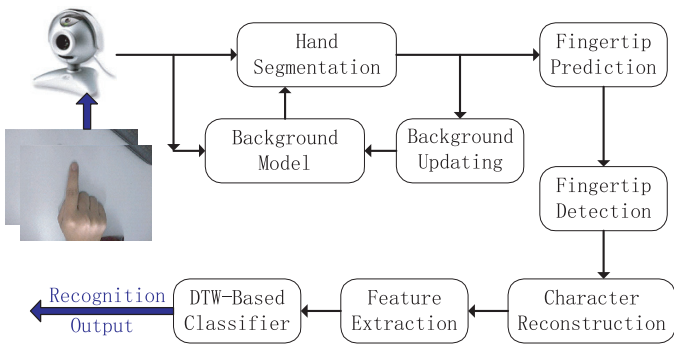 Hand
Segmentation
Fingertip
Prediction
Background
Model
Background
Updating
Fingertip
Detection
Recognition
Output
DTW-Based
Classifier
Feature
Extraction
Character
Reconstruction